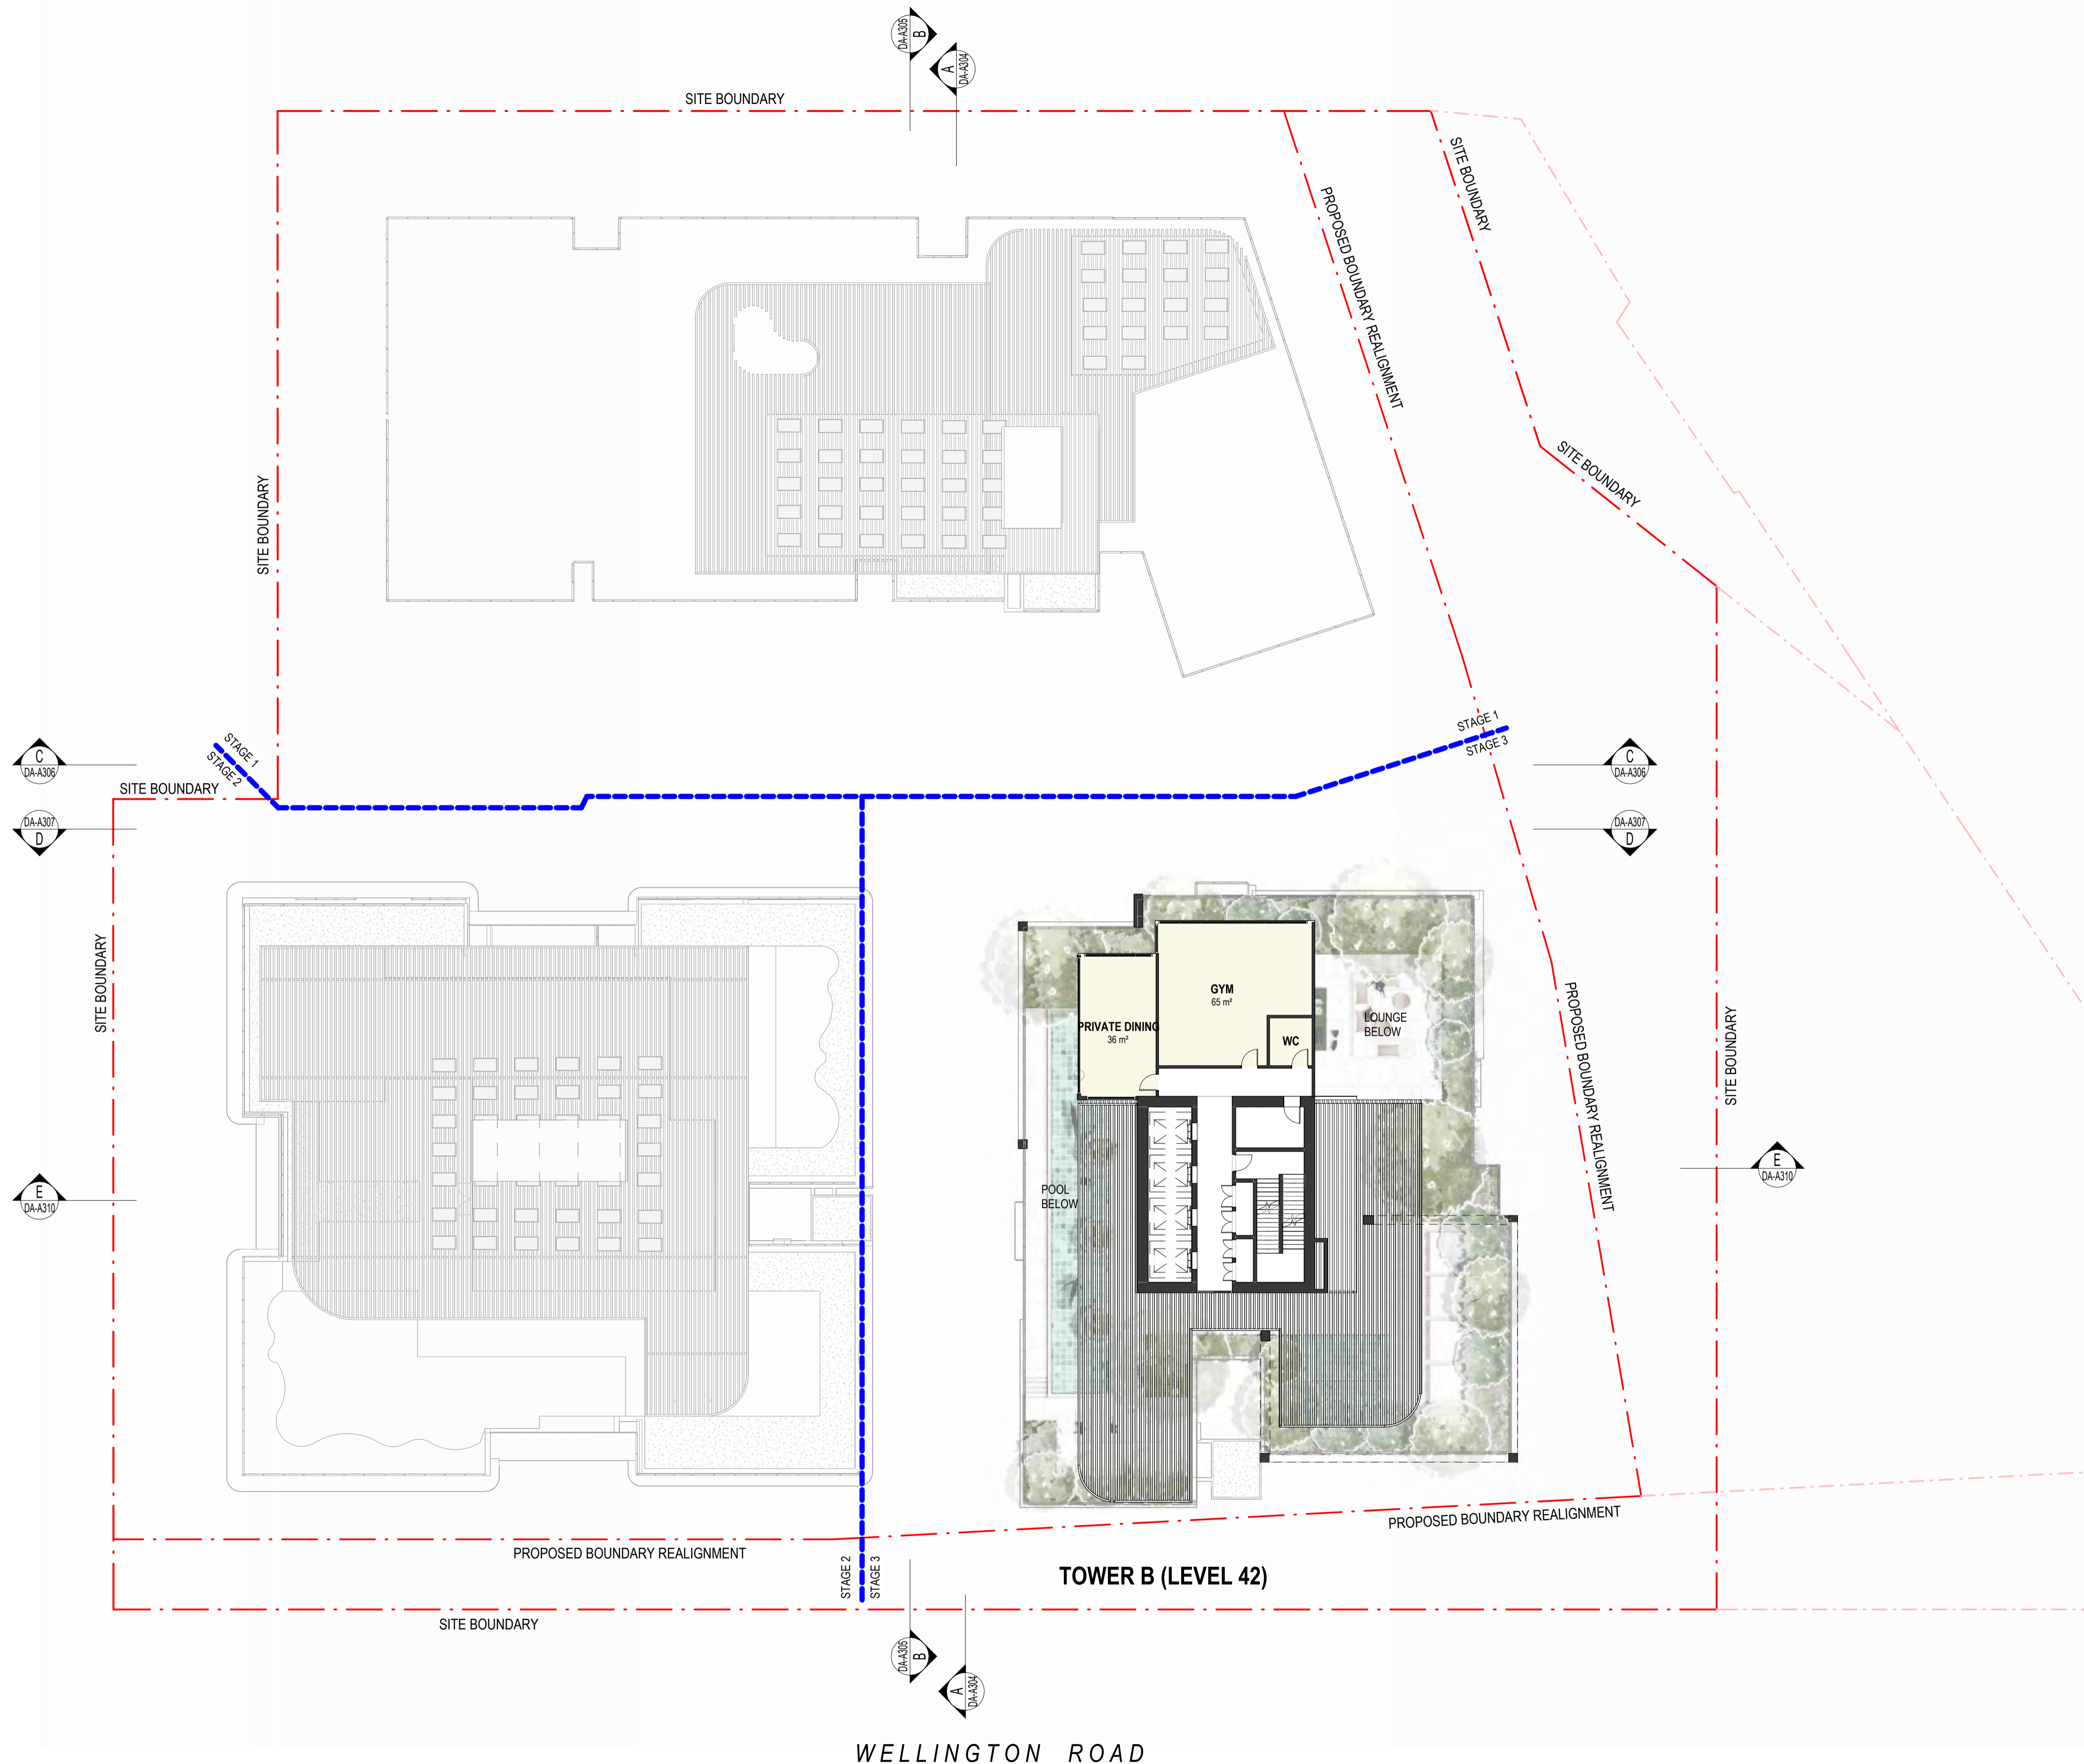 DA-A305
B
A
DA-A304
SITE BOUNDARY
SITE BOUNDARY
PROPOSED BOUNDARY REALIGNMENT
SITE BOUNDARY
SITE BOUNDARY
STAGE 1
STAGE 3
STAGE 1
STAGE 2
C
DA-A306
C
DA-A306
SITE BOUNDARY
DA-A307
D
DA-A307
D
SITE BOUNDARY
GYM
65 m²
PRIVATE DINING
36 m²
WC
LOUNGE
BELOW
PROPOSED BOUNDARY REALIGNMENT
SITE BOUNDARY
E
DA-A310
E
DA-A310
POOL
BELOW
PROPOSED BOUNDARY REALIGNMENT
PROPOSED BOUNDARY REALIGNMENT
STAGE 2
STAGE 3
TOWER B (LEVEL 42)
SITE BOUNDARY
DA-A305
B
A
DA-A304
WELLINGTON ROAD